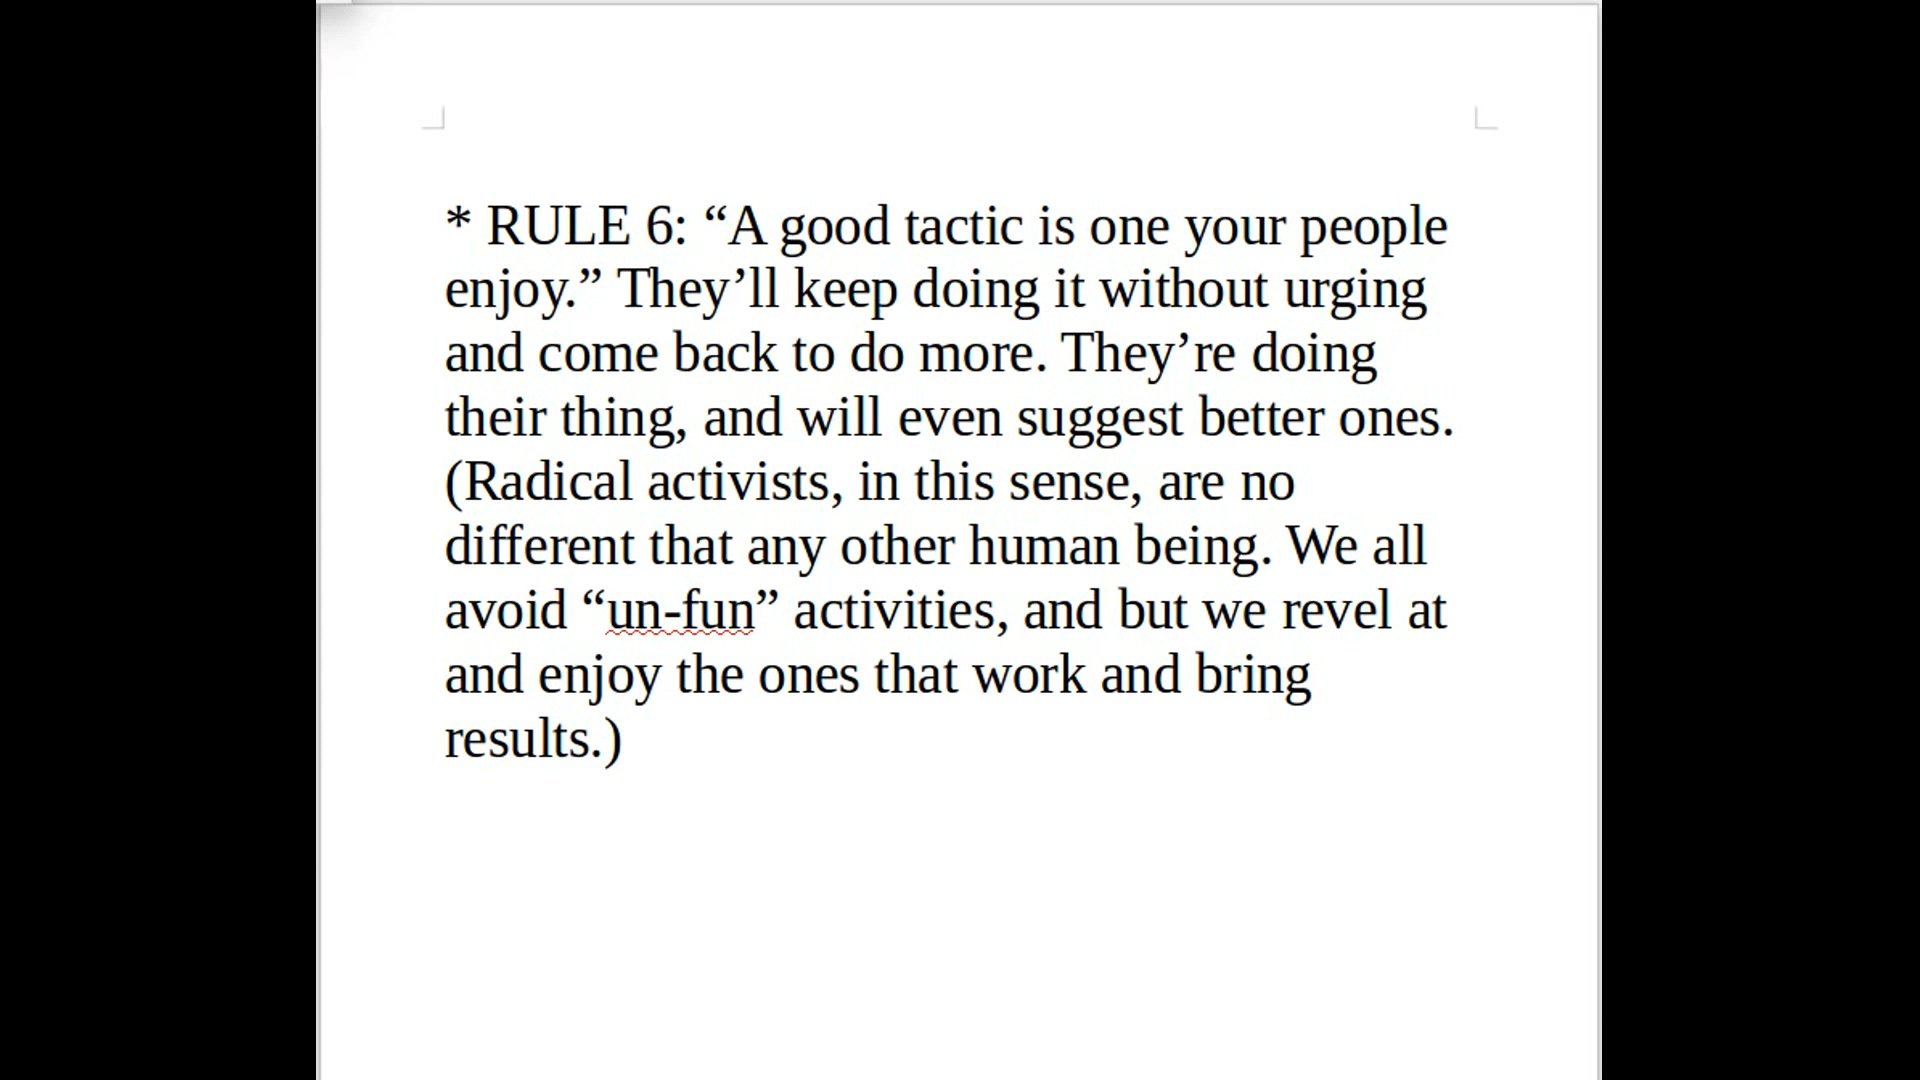 * RULE 6: “A good tactic is one your people
enjoy.” They’ll keep doing it without urging
and come back to do more. They’re doing
their thing, and will even suggest better ones.
(Radical activists, in this sense, are no
different that any other human being. We all
avoid “un-fun” activities, and but we revel at
and enjoy the ones that work and bring
results.)